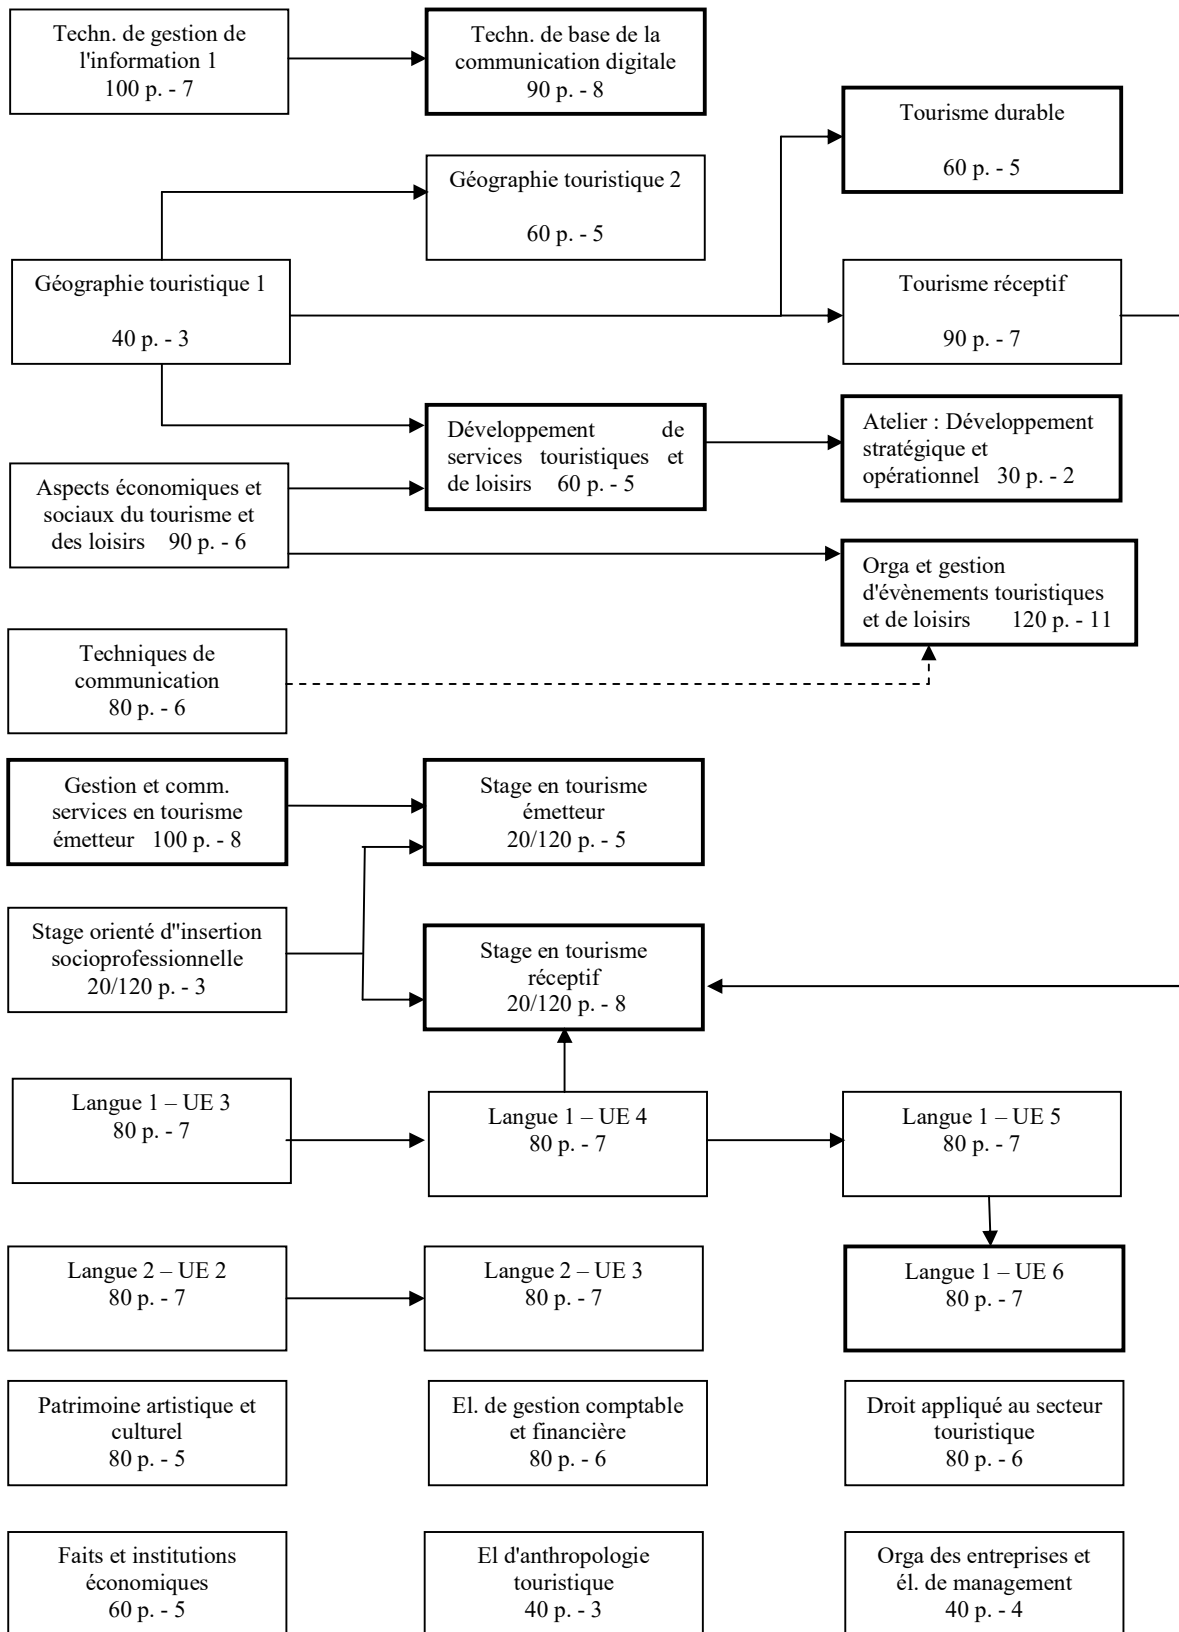 Techn. de gestion de
l'information 1
100 p. - 7
Techn. de base de la
communication digitale
90 p. - 8
Tourisme durable
60 p. - 5
Géographie touristique 2
60 p. - 5
Géographie touristique 1
40 p. - 3
Tourisme réceptif
90 p. - 7
Développement de
services touristiques et
de loisirs 60 p. - 5
Atelier : Développement
stratégique et
opérationnel 30 p. - 2
Aspects économiques et
sociaux du tourisme et
des loisirs 90 p. - 6
Orga et gestion
d'évènements touristiques
et de loisirs 120 p. - 11
Techniques de
communication
80 p. - 6
Gestion et comm.
services en tourisme
émetteur 100 p. - 8
Stage en tourisme
émetteur
20/120 p. - 5
Stage orienté d"insertion
socioprofessionnelle
20/120 p. - 3
Stage en tourisme
réceptif
20/120 p. - 8
Langue 1 – UE 3
80 p. - 7
Langue 1 – UE 4
80 p. - 7
Langue 1 – UE 5
80 p. - 7
Langue 2 – UE 2
80 p. - 7
Langue 2 – UE 3
80 p. - 7
Langue 1 – UE 6
80 p. - 7
Patrimoine artistique et
culturel
80 p. - 5
El. de gestion comptable
et financière
80 p. - 6
Droit appliqué au secteur
touristique
80 p. - 6
Faits et institutions
économiques
60 p. - 5
El d'anthropologie
touristique
40 p. - 3
Orga des entreprises et
él. de management
40 p. - 4